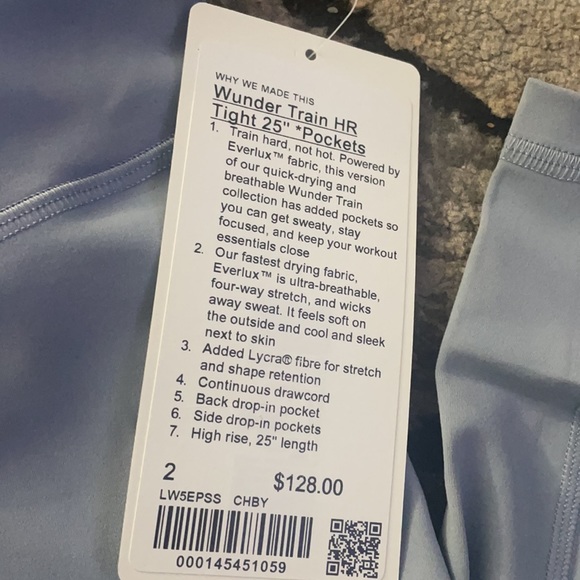 WHY WE MADE THIS
Wunder Train HR
Tight 25" *Pockets
1. Train hard, not hot. Powered by
Everlux™ fabric, this version
of our quick-drying and
breathable Wunder Train
collection has added pockets so
you can get sweaty, stay
focused, and keep your workout
essentials close
2. Our fastest drying fabric,
Everlux™ is ultra-breathable,
four-way stretch, and wicks
away sweat. It feels soft on
the outside and cool and sleek
next to skin
3. Added Lycra® fibre for stretch
and shape retention
4. Continuous drawcord
5. Back drop-in pocket
6. Side drop-in pockets
7. High rise, 25" length
2 $128.00
LW5EPSS CHBY
000145451059